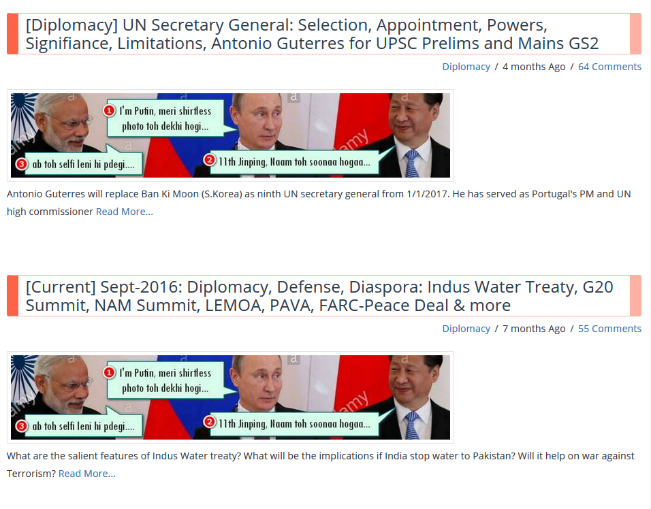 [Diplomacy] UN Secretary General: Selection, Appointment, Powers,
Signifiance, Limitations, Antonio Guterres for UPSC Prelims and Mains GS2
Diplomacy / 4 months Ago / 64 Comments
a a
1 I'm Putin, meri shirtless
photo toh dekhi hogi...
amy
2 11th Jinping, Naam toh soonaa hogaa...
3 ab toh selfi leni hi pdegi....
Antonio Guterres will replace Ban Ki Moon (S.Korea) as ninth UN secretary general from 1/1/2017. He has served as Portugal's PM and UN
high commissioner Read More...
[Current] Sept-2016: Diplomacy, Defense, Diaspora: Indus Water Treaty, G20
Summit, NAM Summit, LEMOA, PAVA, FARC-Peace Deal & more
Diplomacy / 7 months Ago / 55 Comments
a a
1 I'm Putin, meri shirtless
photo toh dekhi hogi...
amy
2 11th Jinping, Naam toh soonaa hogaa...
3 ab toh selfi leni hi pdegi....
What are the salient features of Indus Water treaty? What will be the implications if India stop water to Pakistan? Will it help on war against
Terrorism? Read More...